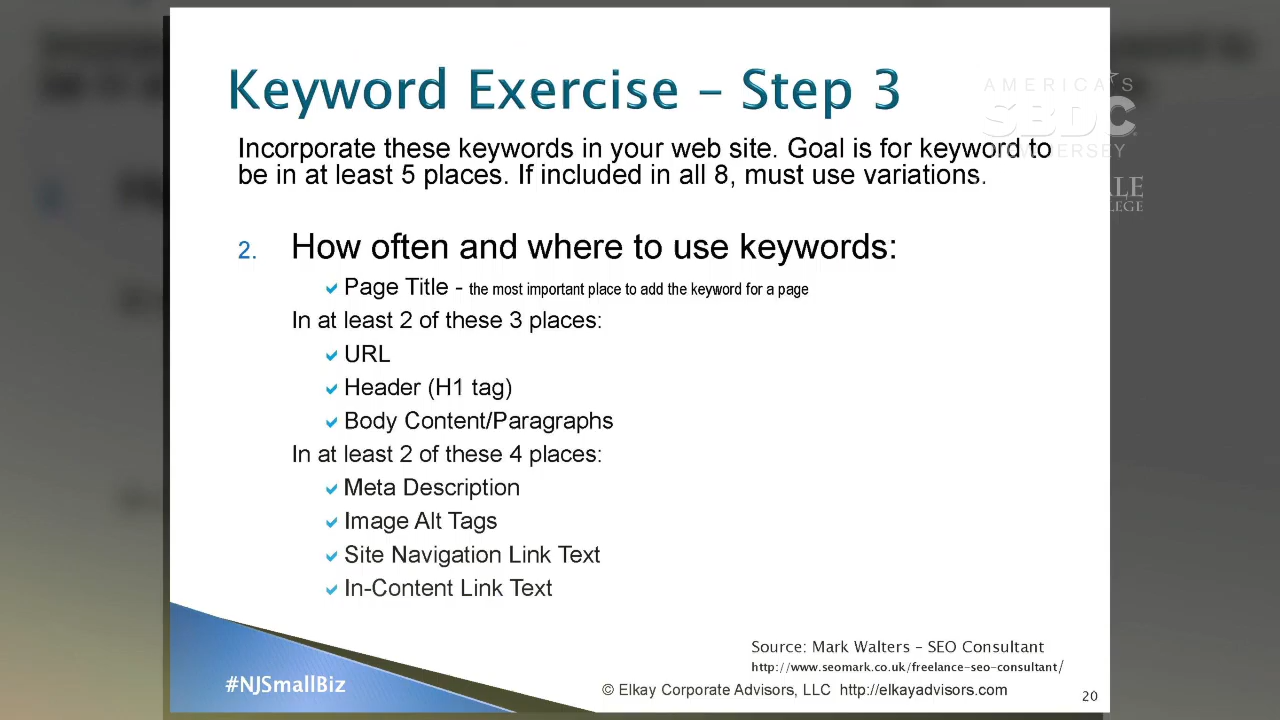 Keyword Exercise – Step 3
AMERICA'S
SBDC
Incorporate these keywords in your web site. Goal is for keyword to
be in at least 5 places. If included in all 8, must use variations.
2. How often and where to use keywords:
Page Title - the most important place to add the keyword for a page
In at least 2 of these 3 places:
URL
Header (H1 tag)
Body Content/Paragraphs
In at least 2 of these 4 places:
Meta Description
Image Alt Tags
Site Navigation Link Text
In-Content Link Text
Source: Mark Walters – SEO Consultant
http://www.seomark.co.uk/freelance-seo-consultant/
#NJSmallBiz
© Elkay Corporate Advisors, LLC http://elkayadvisors.com
20